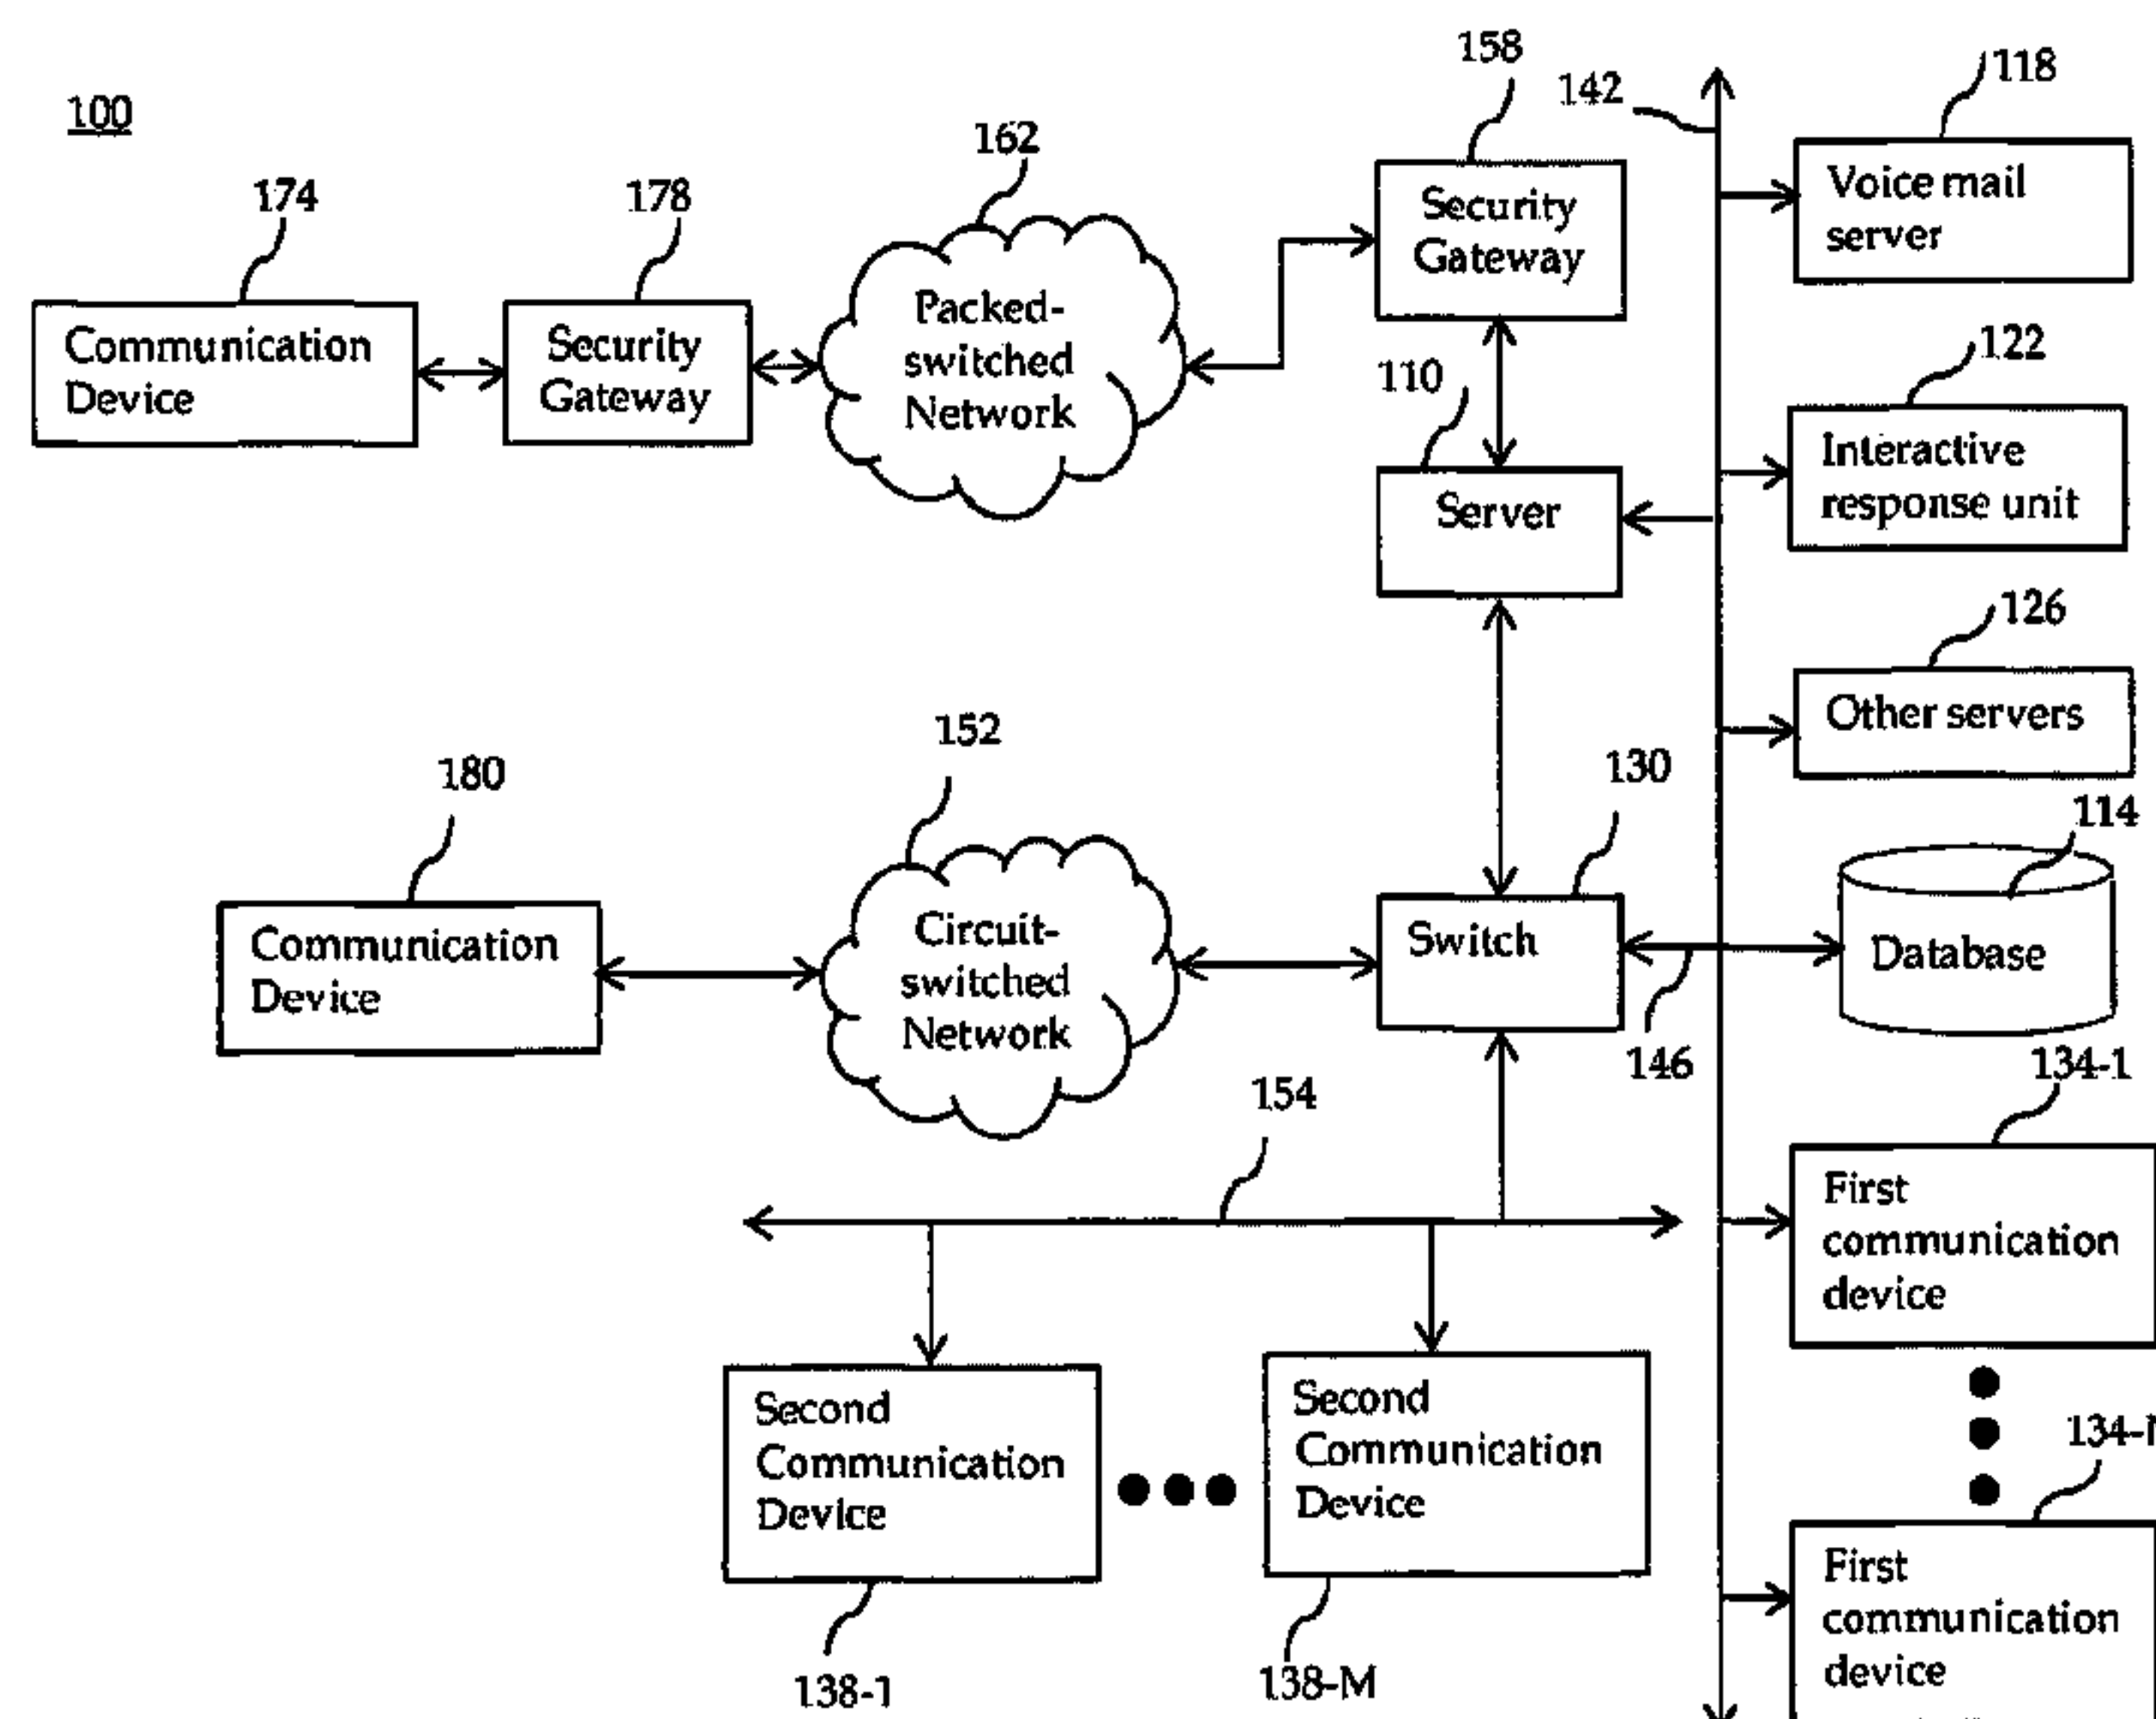 100
158
142
118
162
174
178
Voice mail
server
Security
Gateway
Communication
Device
Security
Gateway
Packed-
switched
Network
110
122
Interactive
response unit
Server
126
Other servers
152
180
130
114
Communication
Device
Circuit-
switched
Network
Switch
Database
146
134-1
154
First
communication
device
Second
Communication
Device
Second
Communication
Device
First
communication
device
138-1
138-M